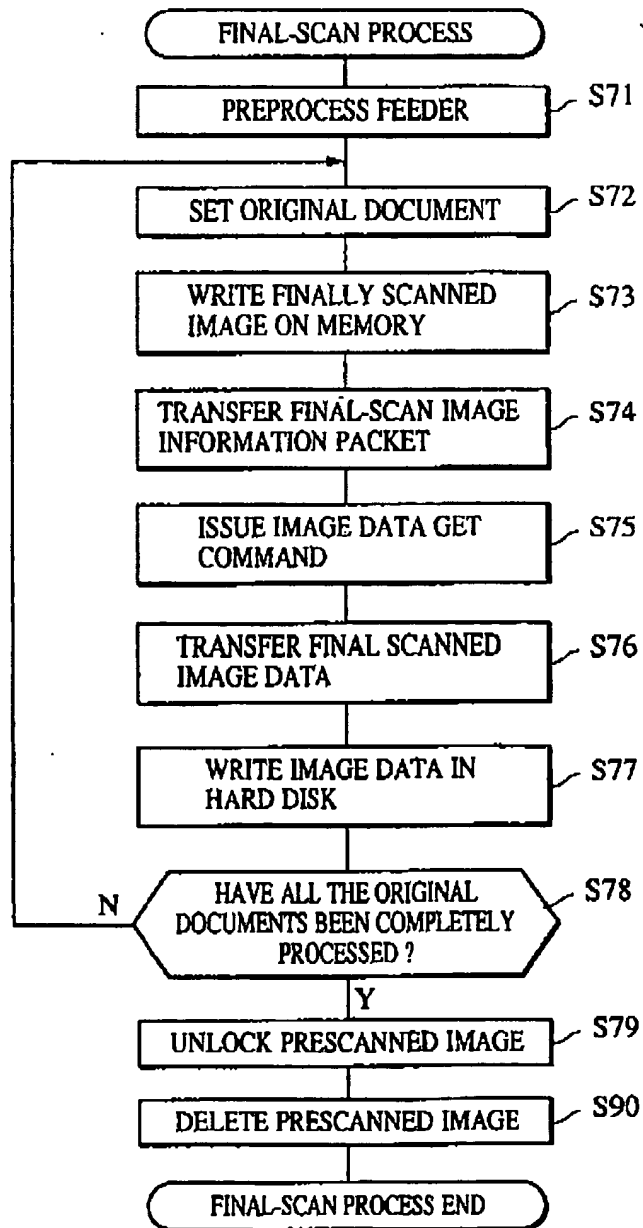 FINAL-SCAN PROCESS
PREPROCESS FEEDER
S71
SET ORIGINAL DOCUMENT
S72
WRITE FINALLY SCANNED
IMAGE ON MEMORY
S73
TRANSFER FINAL-SCAN IMAGE
INFORMATION PACKET
S74
ISSUE IMAGE DATA GET
COMMAND
S75
TRANSFER FINAL SCANNED
IMAGE DATA
S76
WRITE IMAGE DATA IN
HARD DISK
S77
N
HAVE ALL THE ORIGINAL
DOCUMENTS BEEN COMPLETELY
PROCESSED ?
S78
Y
UNLOCK PRESCANNED IMAGE
S79
DELETE PRESCANNED IMAGE
S90
FINAL-SCAN PROCESS END